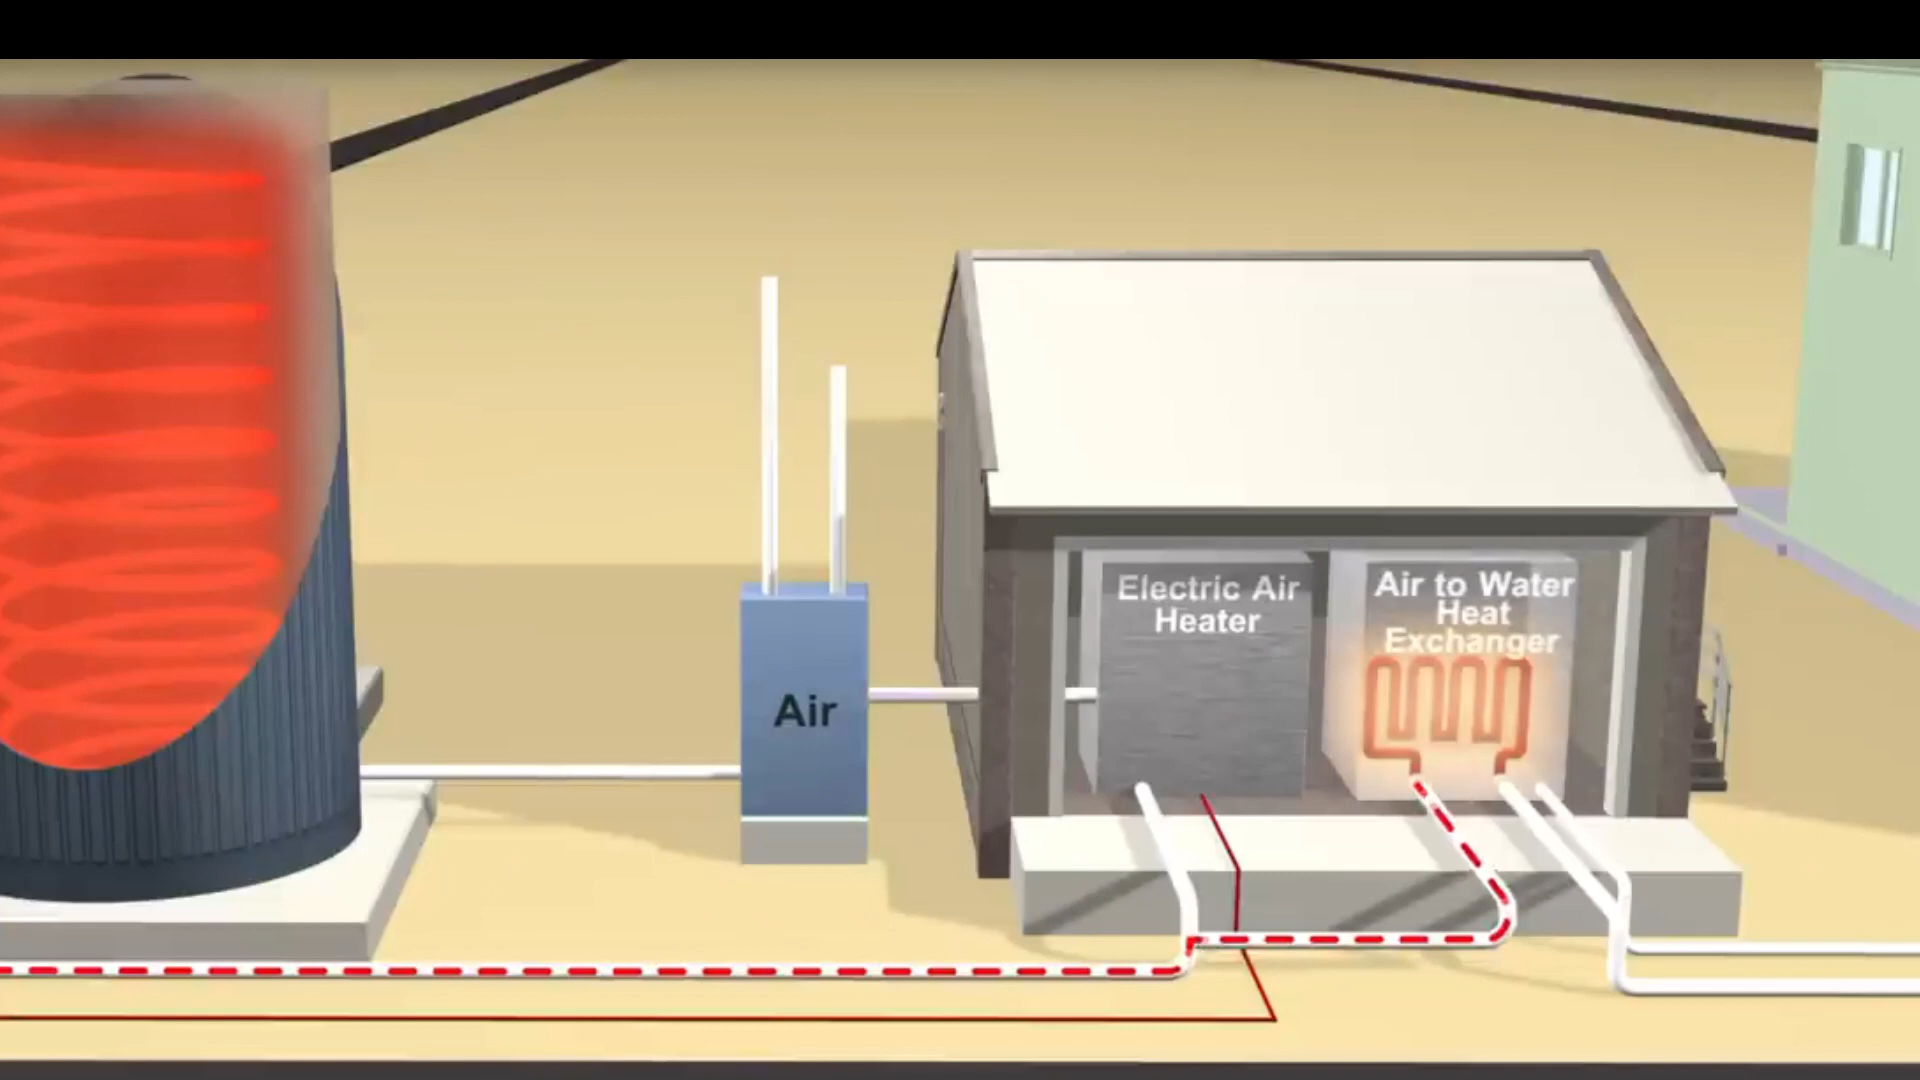 Electric Air
Heater
Air to Water
Heat
Exchanger
Air